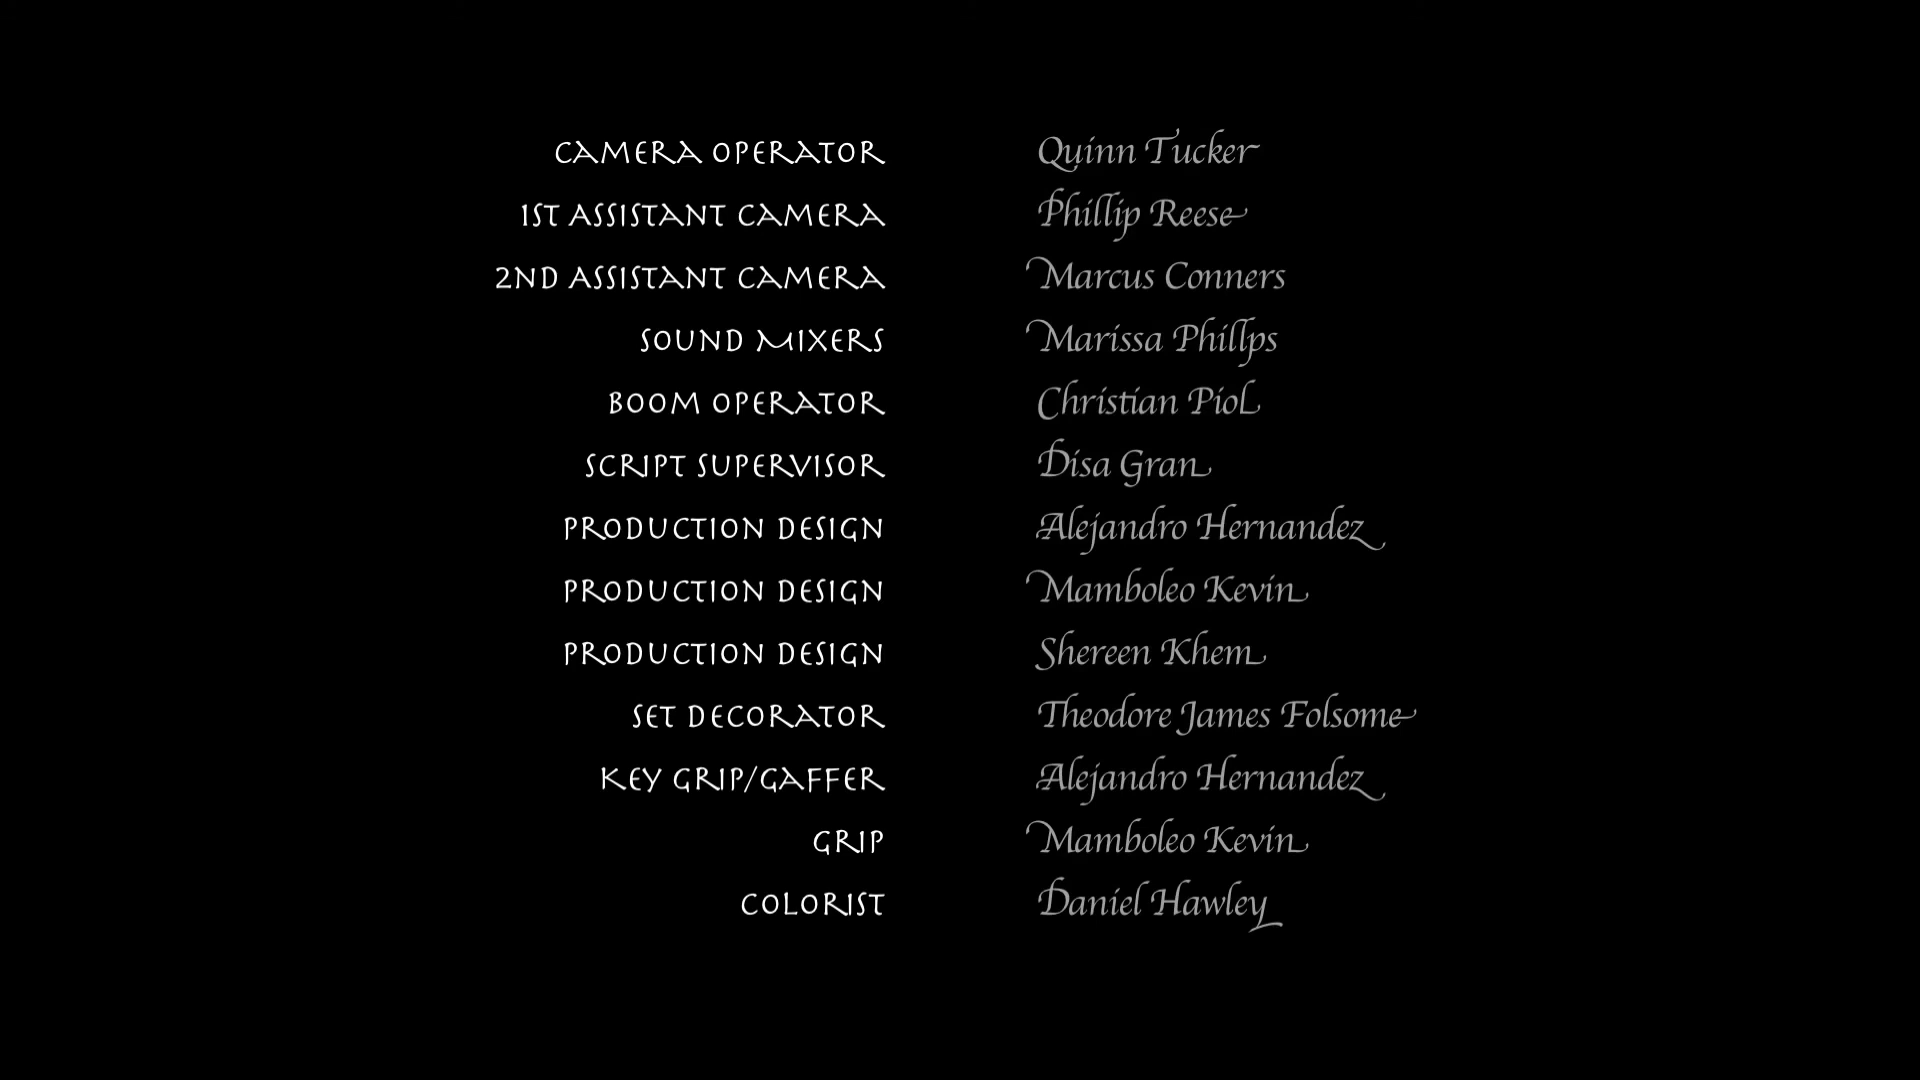 CAMERA OPERATOR Quinn Tucker
1ST ASSISTANT CAMERA Phillip Reese
2ND ASSISTANT CAMERA Marcus Conners
SOUND MIXERS Marissa Phillps
BOOM OPERATOR Christian Piol
SCRIPT SUPERVISOR Disa Gran
PRODUCTION DESIGN Alejandro Hernandez
PRODUCTION DESIGN Mamboleo Kevin
PRODUCTION DESIGN Shereen Khem
SET DECORATOR Theodore James Folsome
KEY GRIP/GAFFER Alejandro Hernandez
GRIP Mamboleo Kevin
COLORIST Daniel Hawley